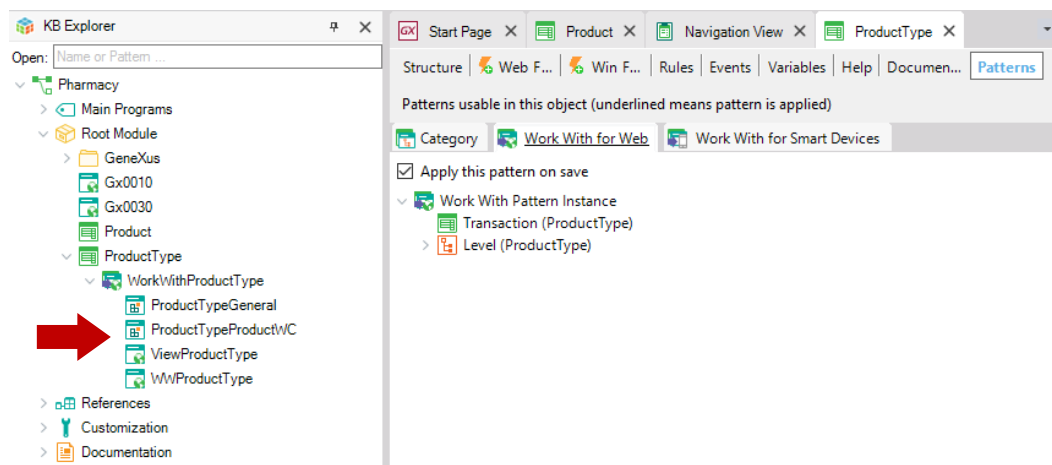 KB Explorer
Open: Name or Pattern ...
Pharmacy
Main Programs
Root Module
GeneXus
Gx0010
Gx0030
Product
ProductType
WorkWithProductType
ProductTypeGeneral
ProductTypeProductWC
ViewProductType
WWProductType
References
Customization
Documentation
GX Start Page Product Navigation View ProductType
Structure Web F... Win F... Rules Events Variables Help Documen... Patterns
Patterns usable in this object (underlined means pattern is applied)
Category Work With for Web Work With for Smart Devices
Apply this pattern on save
Work With Pattern Instance
Transaction (ProductType)
Level (ProductType)